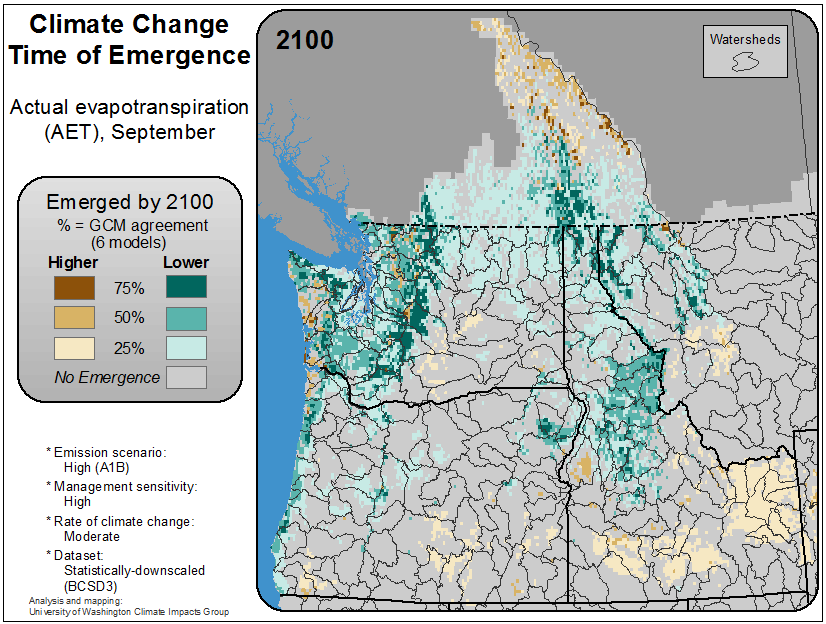 Climate Change
Time of Emergence
Actual evapotranspiration
(AET), September
Emerged by 2100
% = GCM agreement
(6 models)
Higher Lower
75%
50%
25%
No Emergence
* Emission scenario:
High (A1B)
* Management sensitivity:
High
* Rate of climate change:
Moderate
* Dataset:
Statistically-downscaled
(BCSD3)
Analysis and mapping:
University of Washington Climate Impacts Group
2100
Watersheds